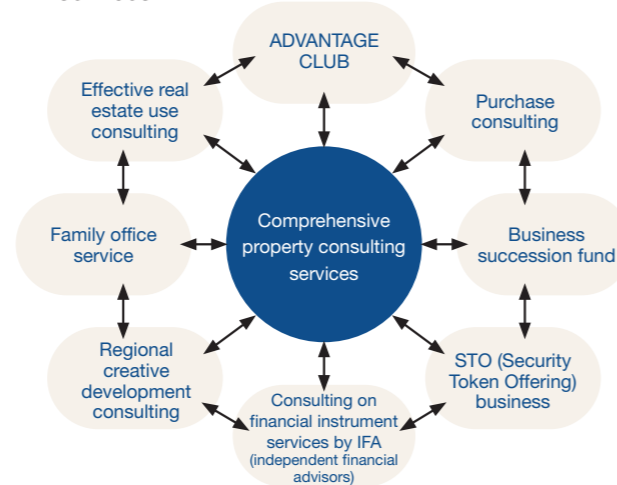 ADVANTAGE
CLUB
Effective real
estate use
consulting
Purchase
consulting
Family office
service
Comprehensive
property consulting
services
Business
succession fund
Regional
creative
development
consulting
Consulting on
financial instrument
services by IFA
(independent financial
advisors)
STO (Security
Token Offering)
business